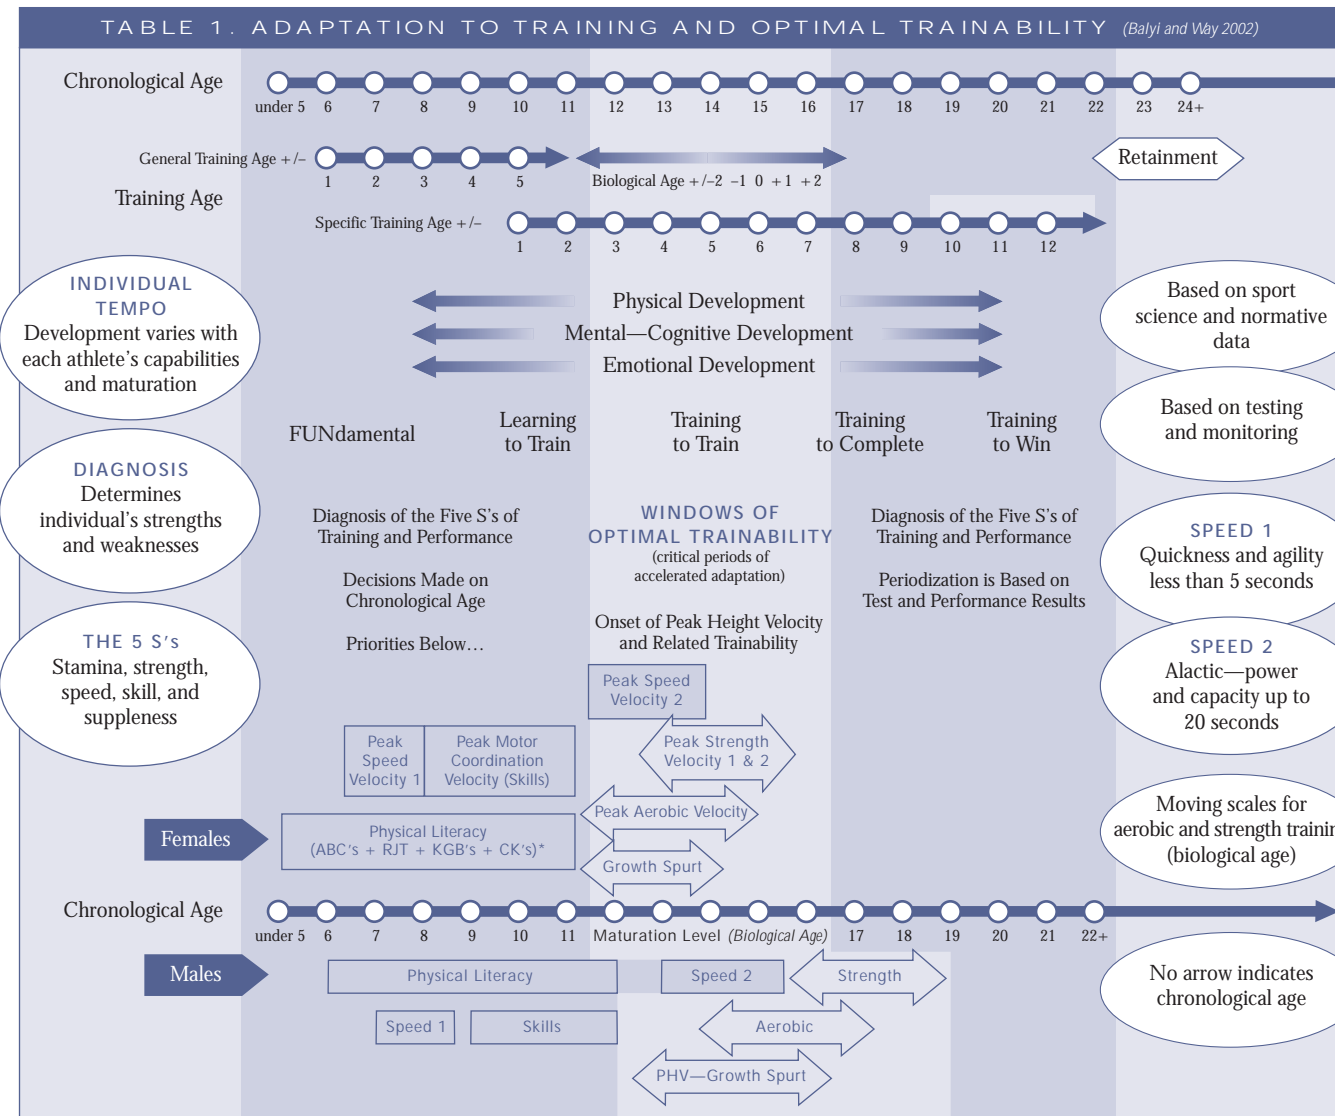 TABLE 1. ADAPTATION TO TRAINING AND OPTIMAL TRAINABILITY (Balyi and Way 2002)
Chronological Age
under 5 6 7 8 9 10 11 12 13 14 15 16 17 18 19 20 21 22 23 24+
General Training Age +/–
1 2 3 4 5
Biological Age +/–2 –1 0 +1 +2
Retainment
Training Age
Specific Training Age +/–
1 2 3 4 5 6 7 8 9 10 11 12
INDIVIDUAL
TEMPO
Development varies with
each athlete's capabilities
and maturation
Physical Development
Mental—Cognitive Development
Emotional Development
Based on sport
science and normative
data
FUNdamental
Learning
to Train
Training
to Train
Training
to Complete
Training
to Win
Based on testing
and monitoring
DIAGNOSIS
Determines
individual's strengths
and weaknesses
Diagnosis of the Five S's of
Training and Performance
Decisions Made on
Chronological Age
Priorities Below…
WINDOWS OF
OPTIMAL TRAINABILITY
(critical periods of
accelerated adaptation)
Onset of Peak Height Velocity
and Related Trainability
Diagnosis of the Five S's of
Training and Performance
Periodization is Based on
Test and Performance Results
SPEED 1
Quickness and agility
less than 5 seconds
THE 5 S's
Stamina, strength,
speed, skill, and
suppleness
SPEED 2
Alactic—power
and capacity up to
20 seconds
Peak Speed
Velocity 2
Peak
Speed
Velocity 1
Peak Motor
Coordination
Velocity (Skills)
Peak Strength
Velocity 1 & 2
Peak Aerobic Velocity
Females
Physical Literacy
(ABC's + RJT + KGB's + CK's)*
Growth Spurt
Moving scales for
aerobic and strength trainin
(biological age)
Chronological Age
under 5 6 7 8 9 10 11 Maturation Level (Biological Age) 17 18 19 20 21 22+
Males
Physical Literacy
Speed 2
Strength
Speed 1
Skills
Aerobic
PHV—Growth Spurt
No arrow indicates
chronological age